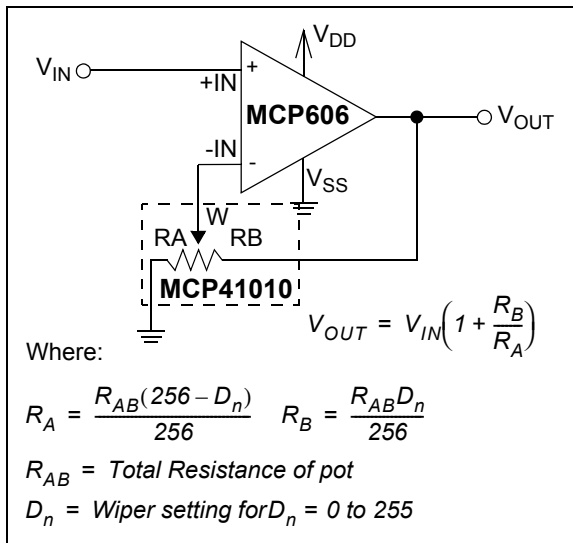 V_DD
V_IN
+
+IN
MCP606
V_OUT
-IN
-
V_SS
W
RA RB
MCP41010
V_OUT = V_IN(1 + R_B/R_A)
Where:
R_A = R_AB(256 – D_n)/256 R_B = R_AB D_n/256
R_AB = Total Resistance of pot
D_n = Wiper setting forD_n = 0 to 255